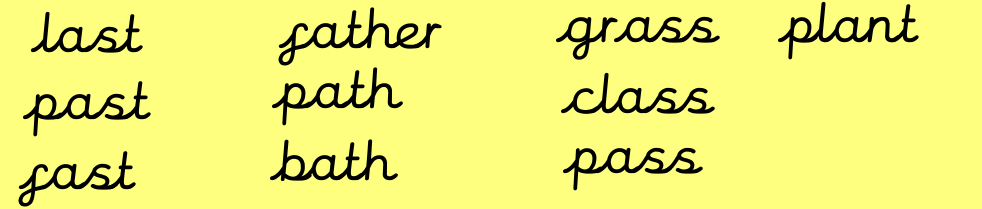 last father grass plant
past path class
fast bath pass